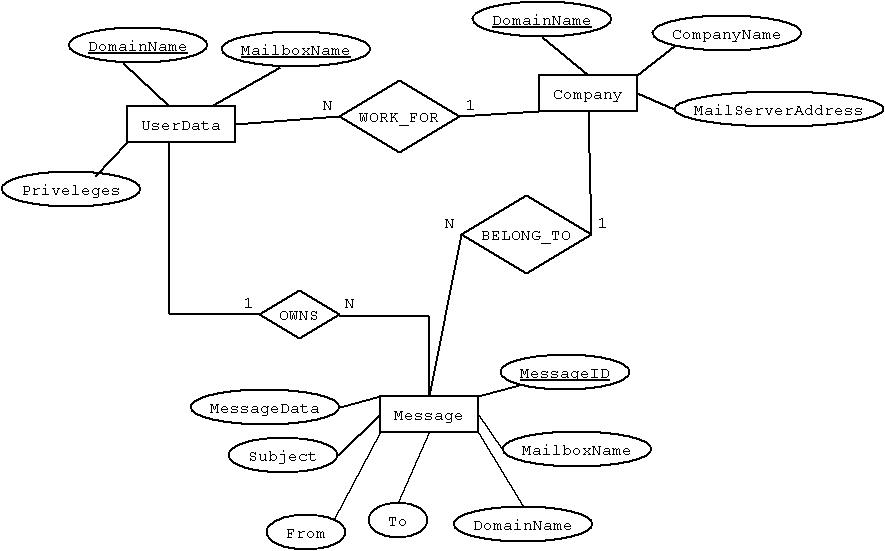 DomainName
MailboxName
DomainName
CompanyName
UserData
N
WORK_FOR
1
Company
MailServerAddress
Priveleges
N
BELONG_TO
1
1
OWNS
N
MessageID
MessageData
Message
Subject
MailboxName
From
To
DomainName